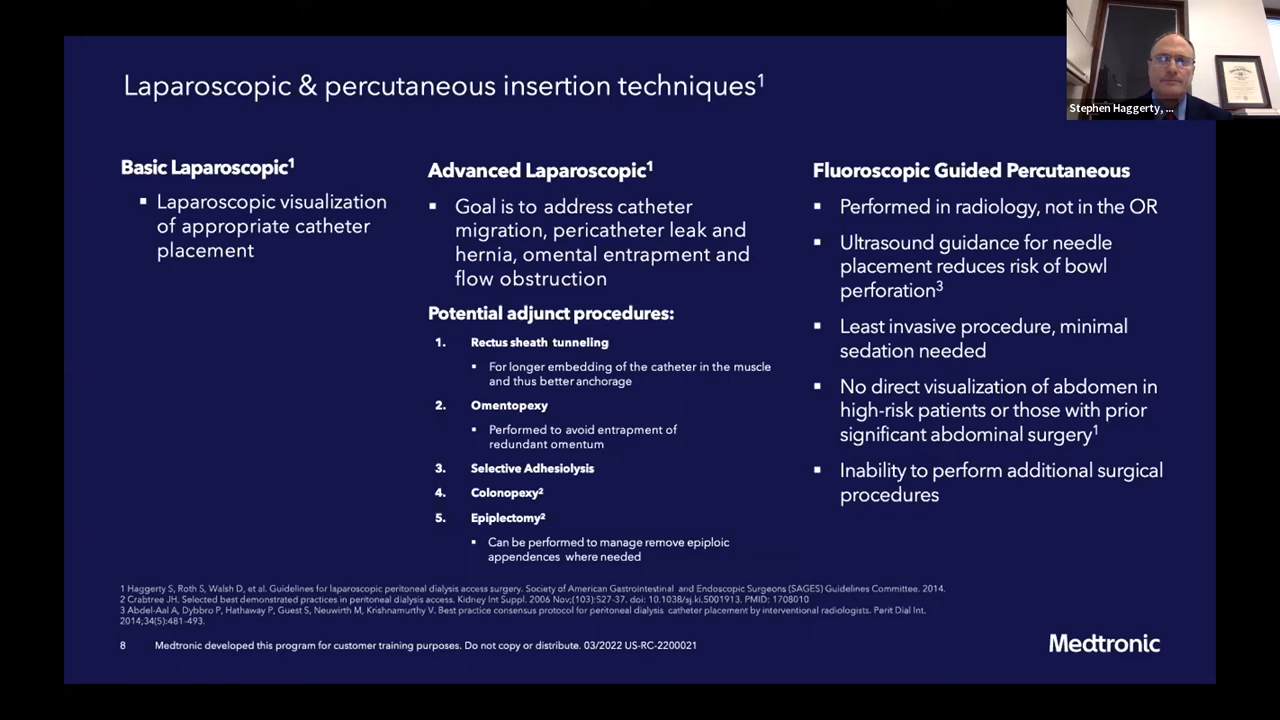 Stephen Haggerty, ...
Laparoscopic & percutaneous insertion techniques¹
Basic Laparoscopic¹
▪ Laparoscopic visualization
of appropriate catheter
placement
Advanced Laparoscopic¹
▪ Goal is to address catheter
migration, pericatheter leak and
hernia, omental entrapment and
flow obstruction
Potential adjunct procedures:
1. Rectus sheath tunneling
▪ For longer embedding of the catheter in the muscle
and thus better anchorage
2. Omentopexy
▪ Performed to avoid entrapment of
redundant omentum
3. Selective Adhesiolysis
4. Colonopexy²
5. Epiplectomy²
▪ Can be performed to manage remove epiploic
appendences where needed
Fluoroscopic Guided Percutaneous
▪ Performed in radiology, not in the OR
▪ Ultrasound guidance for needle
placement reduces risk of bowl
perforation³
▪ Least invasive procedure, minimal
sedation needed
▪ No direct visualization of abdomen in
high-risk patients or those with prior
significant abdominal surgery¹
▪ Inability to perform additional surgical
procedures
1 Haggerty S, Roth S, Walsh D, et al. Guidelines for laparoscopic peritoneal dialysis access surgery. Society of American Gastrointestinal and Endoscopic Surgeons (SAGES) Guidelines Committee. 2014.
2 Crabtree JH. Selected best demonstrated practices in peritoneal dialysis access. Kidney Int Suppl. 2006 Nov;(103):S27-37. doi: 10.1038/sj.ki.5001913. PMID: 1708010
3 Abdel-Aal A, Dybbro P, Hathaway P, Guest S, Neuwirth M, Krishnamurthy V. Best practice consensus protocol for peritoneal dialysis catheter placement by interventional radiologists. Perit Dial Int.
2014;34(5):481-493.
8 Medtronic developed this program for customer training purposes. Do not copy or distribute. 03/2022 US-RC-2200021
Medtronic